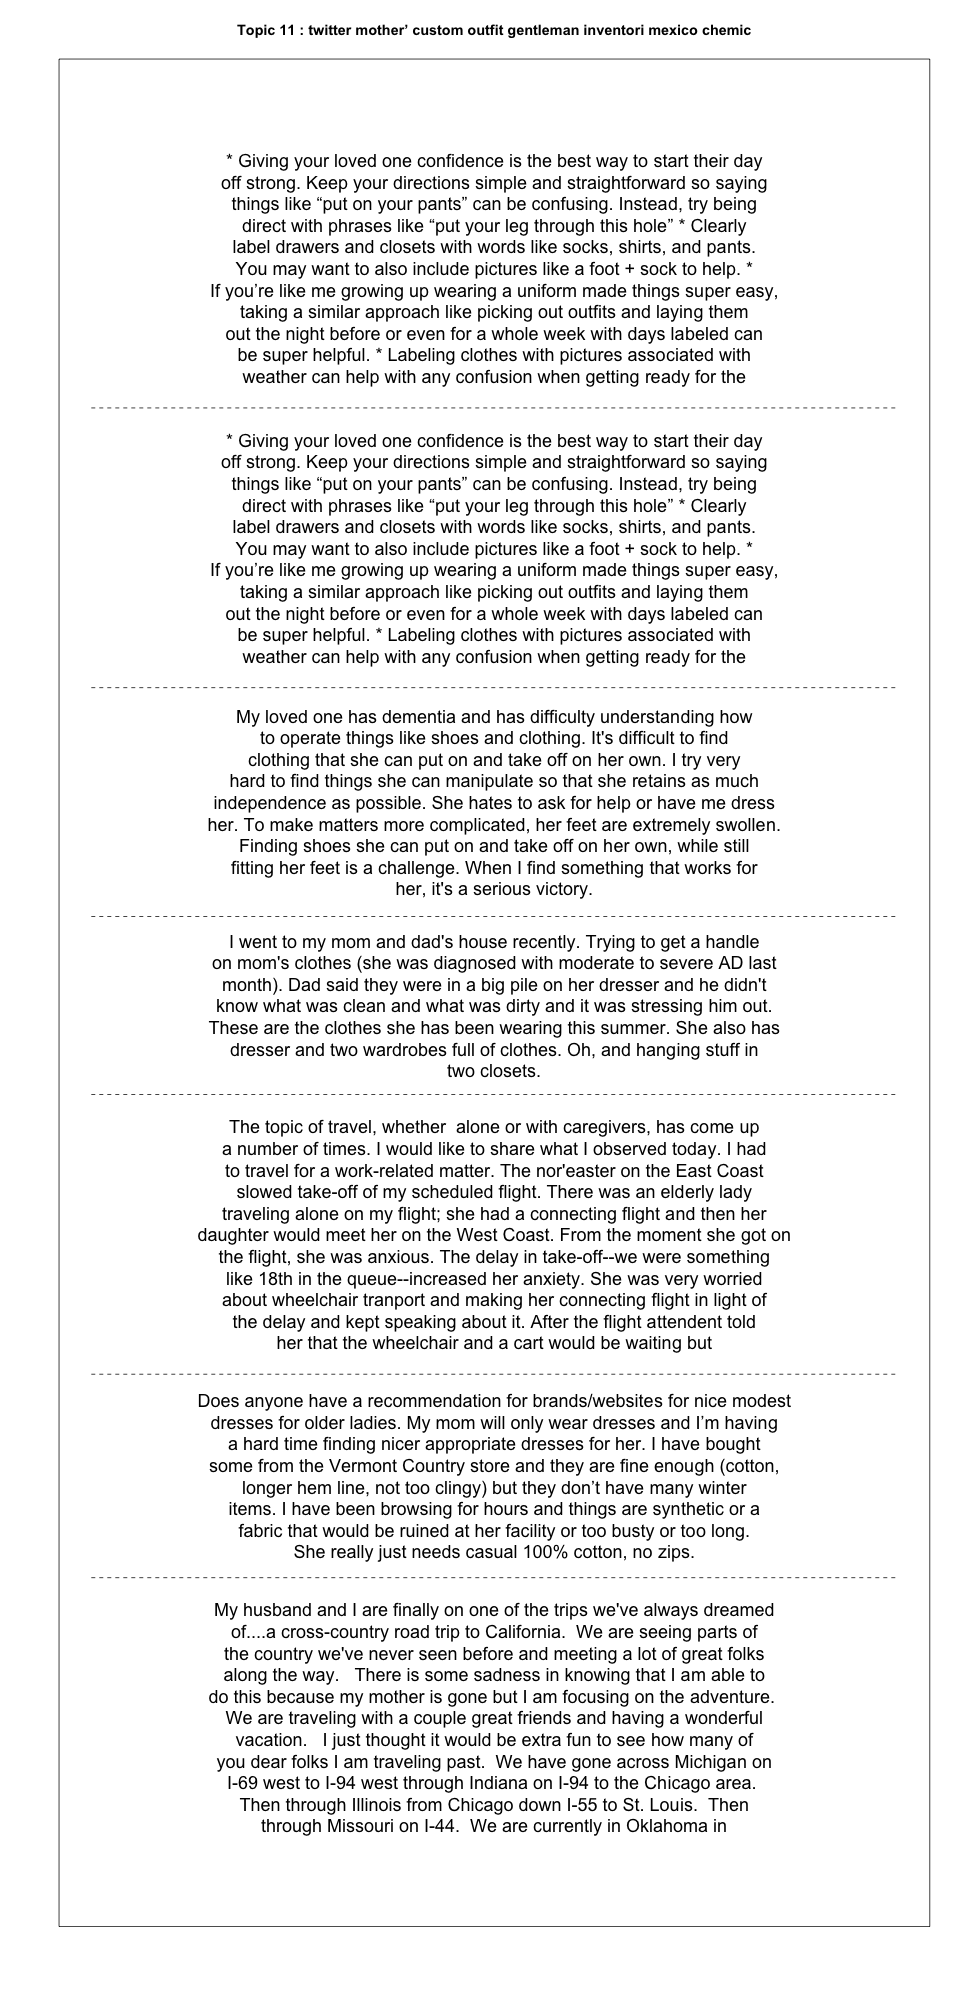 Topic 11 : twitter mother’ custom outfit gentleman inventori mexico chemic
* Giving your loved one confidence is the best way to start their day
off strong. Keep your directions simple and straightforward so saying
things like “put on your pants” can be confusing. Instead, try being
direct with phrases like “put your leg through this hole” * Clearly
label drawers and closets with words like socks, shirts, and pants.
You may want to also include pictures like a foot + sock to help. *
If you’re like me growing up wearing a uniform made things super easy,
taking a similar approach like picking out outfits and laying them
out the night before or even for a whole week with days labeled can
be super helpful. * Labeling clothes with pictures associated with
weather can help with any confusion when getting ready for the
* Giving your loved one confidence is the best way to start their day
off strong. Keep your directions simple and straightforward so saying
things like “put on your pants” can be confusing. Instead, try being
direct with phrases like “put your leg through this hole” * Clearly
label drawers and closets with words like socks, shirts, and pants.
You may want to also include pictures like a foot + sock to help. *
If you’re like me growing up wearing a uniform made things super easy,
taking a similar approach like picking out outfits and laying them
out the night before or even for a whole week with days labeled can
be super helpful. * Labeling clothes with pictures associated with
weather can help with any confusion when getting ready for the
My loved one has dementia and has difficulty understanding how
to operate things like shoes and clothing. It's difficult to find
clothing that she can put on and take off on her own. I try very
hard to find things she can manipulate so that she retains as much
independence as possible. She hates to ask for help or have me dress
her. To make matters more complicated, her feet are extremely swollen.
Finding shoes she can put on and take off on her own, while still
fitting her feet is a challenge. When I find something that works for
her, it's a serious victory.
I went to my mom and dad's house recently. Trying to get a handle
on mom's clothes (she was diagnosed with moderate to severe AD last
month). Dad said they were in a big pile on her dresser and he didn't
know what was clean and what was dirty and it was stressing him out.
These are the clothes she has been wearing this summer. She also has
dresser and two wardrobes full of clothes. Oh, and hanging stuff in
two closets.
The topic of travel, whether  alone or with caregivers, has come up
a number of times. I would like to share what I observed today. I had
to travel for a work-related matter. The nor'easter on the East Coast
slowed take-off of my scheduled flight. There was an elderly lady
traveling alone on my flight; she had a connecting flight and then her
daughter would meet her on the West Coast. From the moment she got on
the flight, she was anxious. The delay in take-off--we were something
like 18th in the queue--increased her anxiety. She was very worried
about wheelchair tranport and making her connecting flight in light of
the delay and kept speaking about it. After the flight attendent told
her that the wheelchair and a cart would be waiting but
Does anyone have a recommendation for brands/websites for nice modest
dresses for older ladies. My mom will only wear dresses and I’m having
a hard time finding nicer appropriate dresses for her. I have bought
some from the Vermont Country store and they are fine enough (cotton,
longer hem line, not too clingy) but they don’t have many winter
items. I have been browsing for hours and things are synthetic or a
fabric that would be ruined at her facility or too busty or too long.
She really just needs casual 100% cotton, no zips.
My husband and I are finally on one of the trips we've always dreamed
of....a cross-country road trip to California.  We are seeing parts of
the country we've never seen before and meeting a lot of great folks
along the way.   There is some sadness in knowing that I am able to
do this because my mother is gone but I am focusing on the adventure.
We are traveling with a couple great friends and having a wonderful
vacation.   I just thought it would be extra fun to see how many of
you dear folks I am traveling past.  We have gone across Michigan on
I-69 west to I-94 west through Indiana on I-94 to the Chicago area.
Then through Illinois from Chicago down I-55 to St. Louis.  Then
through Missouri on I-44.  We are currently in Oklahoma in